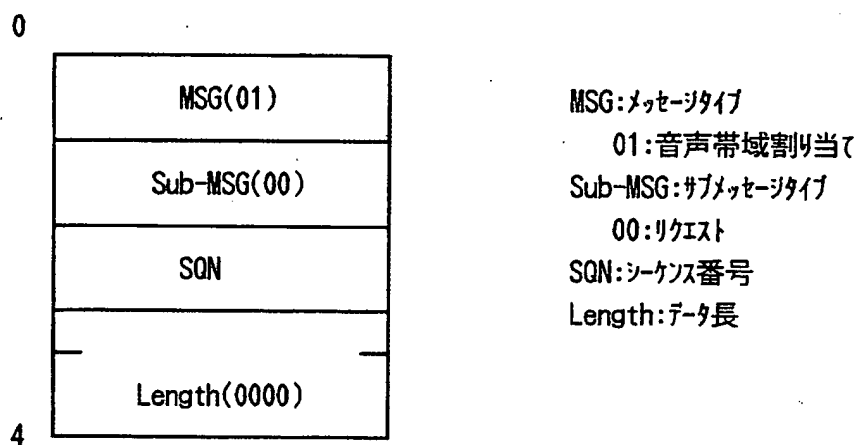 0
MSG(01)
Sub-MSG(00)
SQN
Length(0000)
4
MSG:メッセージタイプ
01:音声帯域割り当て
Sub-MSG:サブメッセージタイプ
00:リクエスト
SQN:シーケンス番号
Length:データ長